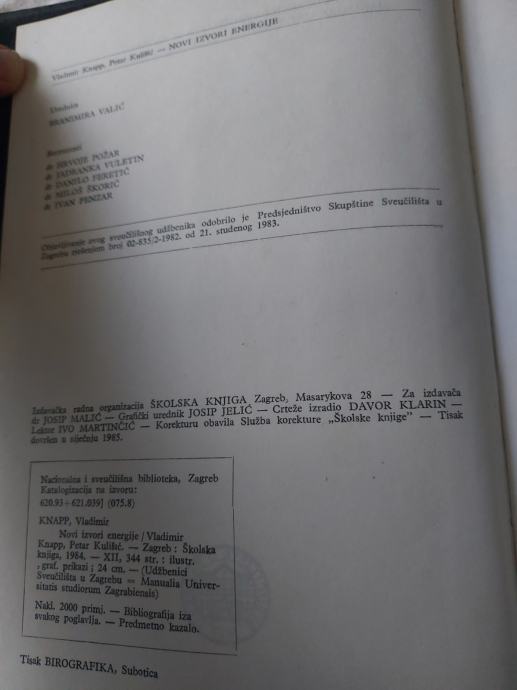 Vladimir Knapp, Petar Kulišić — NOVI IZVORI ENERGIJE
Urednica
BRANIMIRA VALIĆ
Recenzenti
dr HRVOJE POŽAR
dr JADRANKA VULETIN
dr DANILO FERETIĆ
dr MILOŠ ŠKORIĆ
dr IVAN PENZAR
Objavljivanje ovog sveučilišnog udžbenika odobrilo je Predsjedništvo Skupštine Sveučilišta u
Zagrebu rješenjem broj 02-835/2-1982. od 21. studenog 1983.
Izdavačka radna organizacija ŠKOLSKA KNJIGA Zagreb, Masarykova 28 — Za izdavača
dr JOSIP MALIĆ — Grafički urednik JOSIP JELIĆ — Crteže izradio DAVOR KLARIN —
Lektor IVO MARTINČIĆ — Korekturu obavila Služba korekture „Školske knjige" — Tisak
dovršen u siječnju 1985.
Nacionalna i sveučilišna biblioteka, Zagreb
Katalogizacija na izvoru:
620.93+621.039] (075.8)
KNAPP, Vladimir
Novi izvori energije / Vladimir
Knapp, Petar Kulišić. — Zagreb : Školska
knjiga, 1984. — XII, 344 str. : ilustr.
, graf. prikazi ; 24 cm. — (Udžbenici
Sveučilišta u Zagrebu = Manualia Univer-
sitatis studiorum Zagrabiensis)
Nakl. 2000 primj. — Bibliografija iza
svakog poglavlja. — Predmetno kazalo.
Tisak BIROGRAFIKA, Subotica